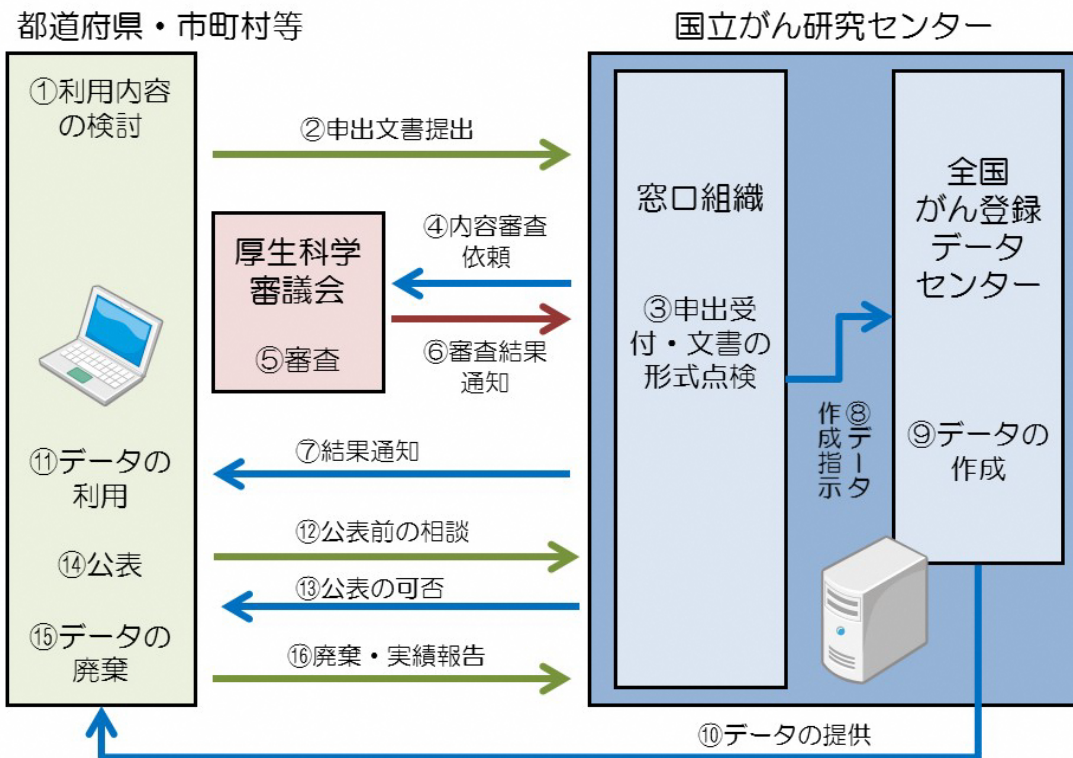 都道府県・市町村等
国立がん研究センター
①利用内容
の検討
②申出文書提出
厚生科学
審議会
⑤審査
④内容審査
依頼
⑥審査結果
通知
窓口組織
③申出受
付・文書の
形式点検
全国
がん登録
データ
センター
⑧データ
作成指示
⑨データの
作成
⑦結果通知
⑪データの
利用
⑫公表前の相談
⑭公表
⑬公表の可否
⑮データの
廃棄
⑯廃棄・実績報告
⑩データの提供